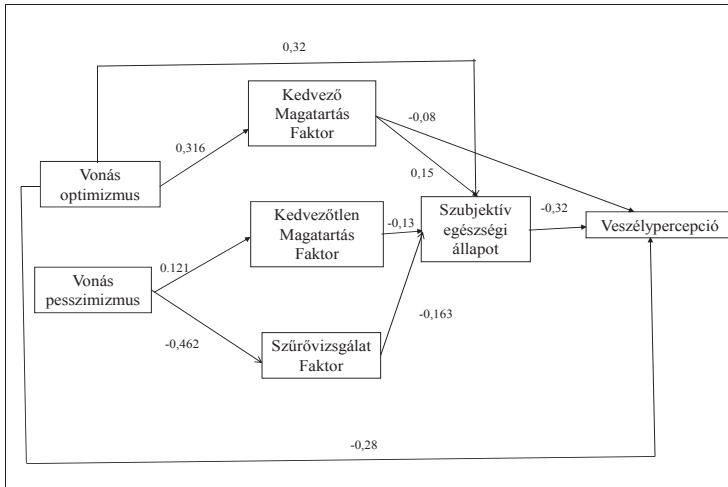 0,32
Kedvező
Magatartás
Faktor
-0,08
0,316
0,15
Vonás
optimizmus
Kedvezőtlen
Magatartás
Faktor
-0,13
Szubjektív
egészségi
állapot
-0,32
Veszélypercepció
0.121
Vonás
pesszimizmus
-0,163
-0,462
Szűrővizsgálat
Faktor
-0,28